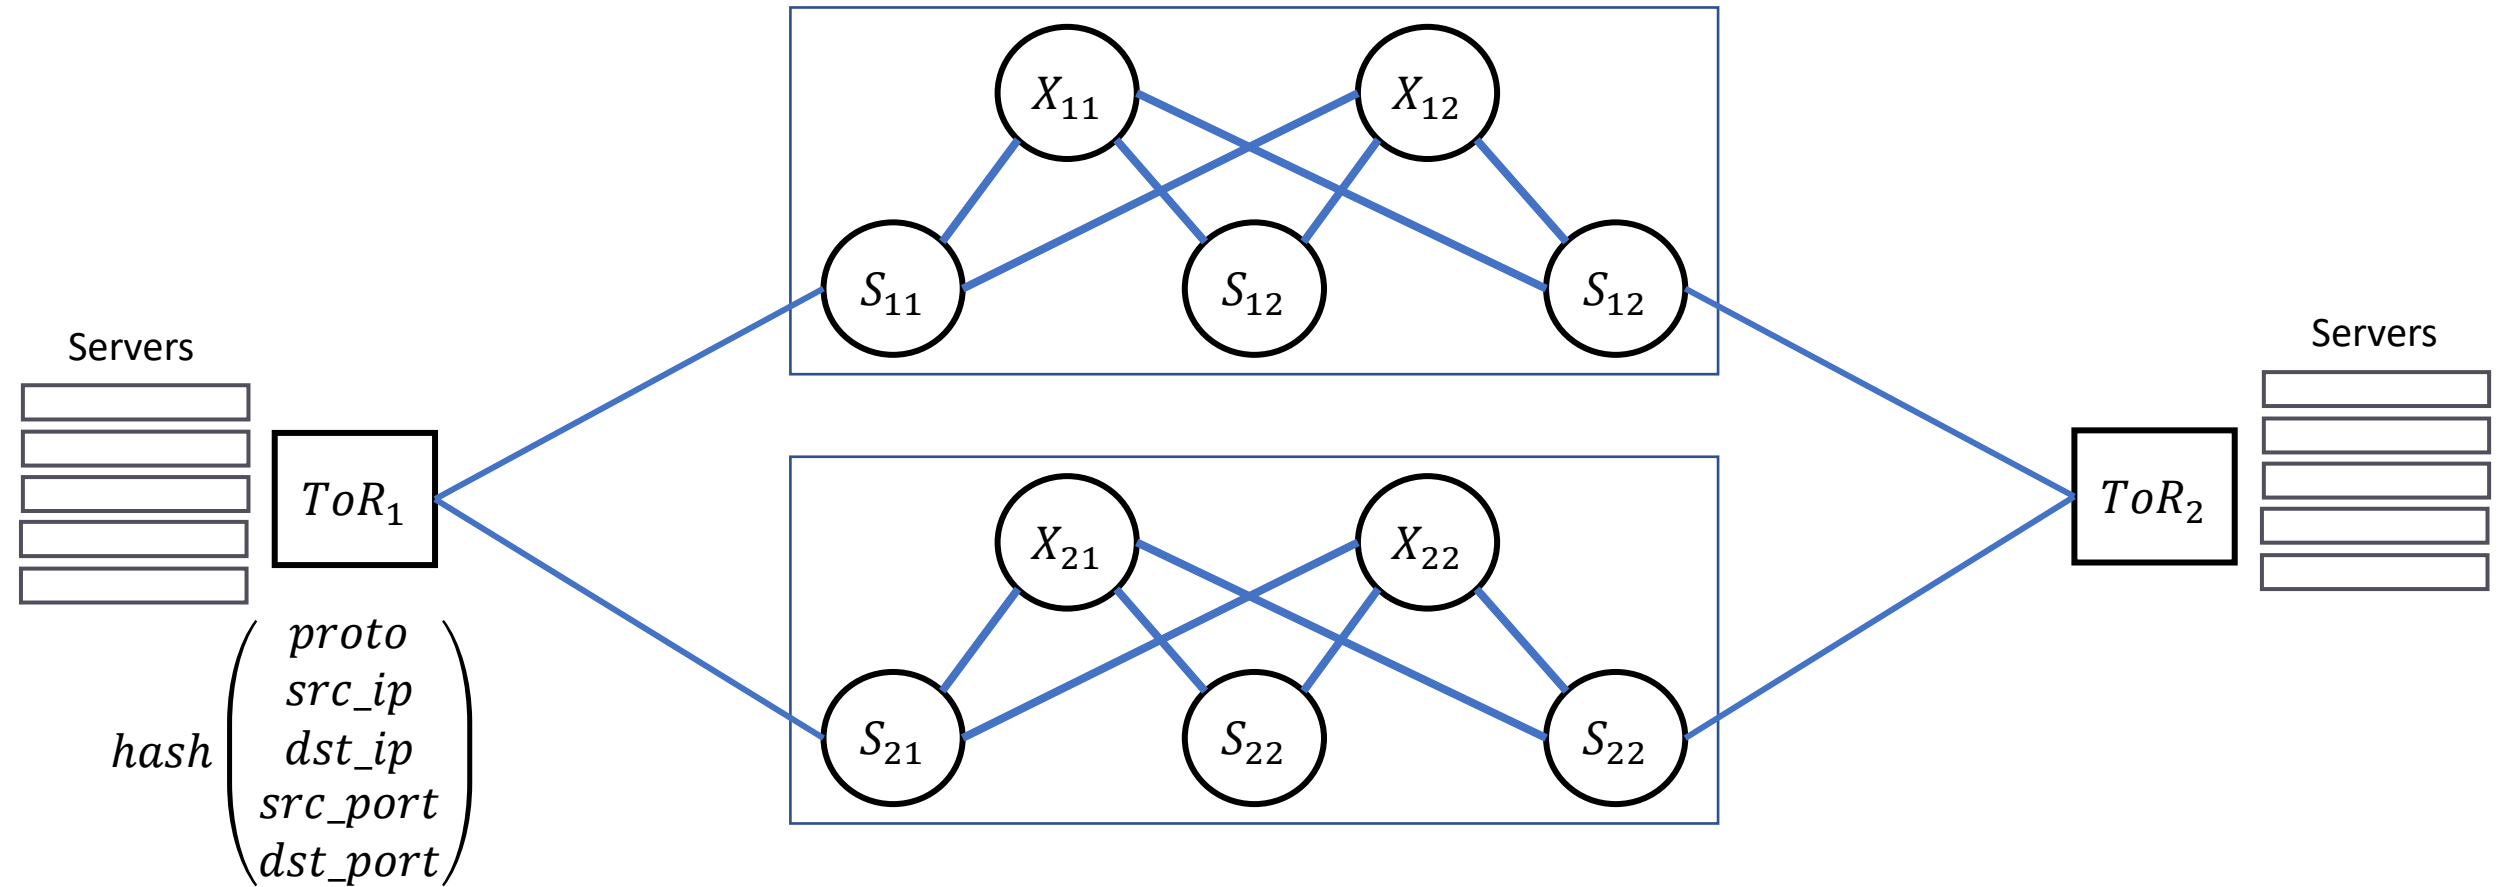 X₁₁
X₁₂
S₁₁
S₁₂
S₁₂
Servers
Servers
ToR₁
ToR₂
X₂₁
X₂₂
S₂₁
S₂₂
S₂₂
proto
src_ip
hash
dst_ip
src_port
dst_port